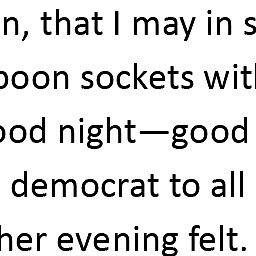 n, that I may in s
poon sockets with
ood night—good
democrat to all
her evening felt.